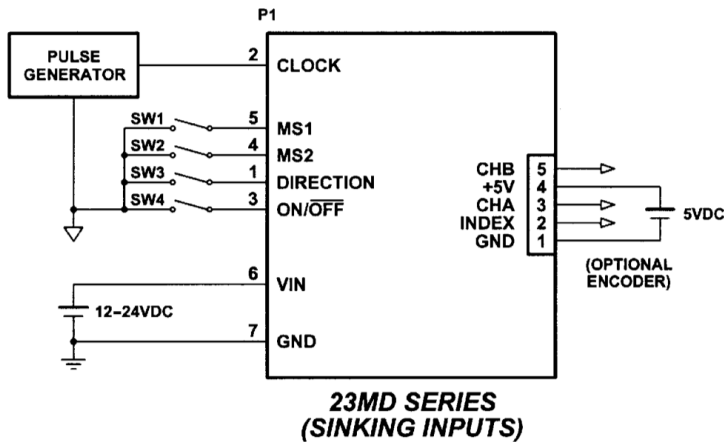 P1
PULSE
GENERATOR
2 CLOCK
SW1 5 MS1
SW2 4 MS2
SW3 1 DIRECTION
SW4 3 ON/OFF
CHB 5
+5V 4
CHA 3
INDEX 2
GND 1
5VDC
(OPTIONAL
ENCODER)
6 VIN
12–24VDC
7 GND
23MD SERIES
(SINKING INPUTS)